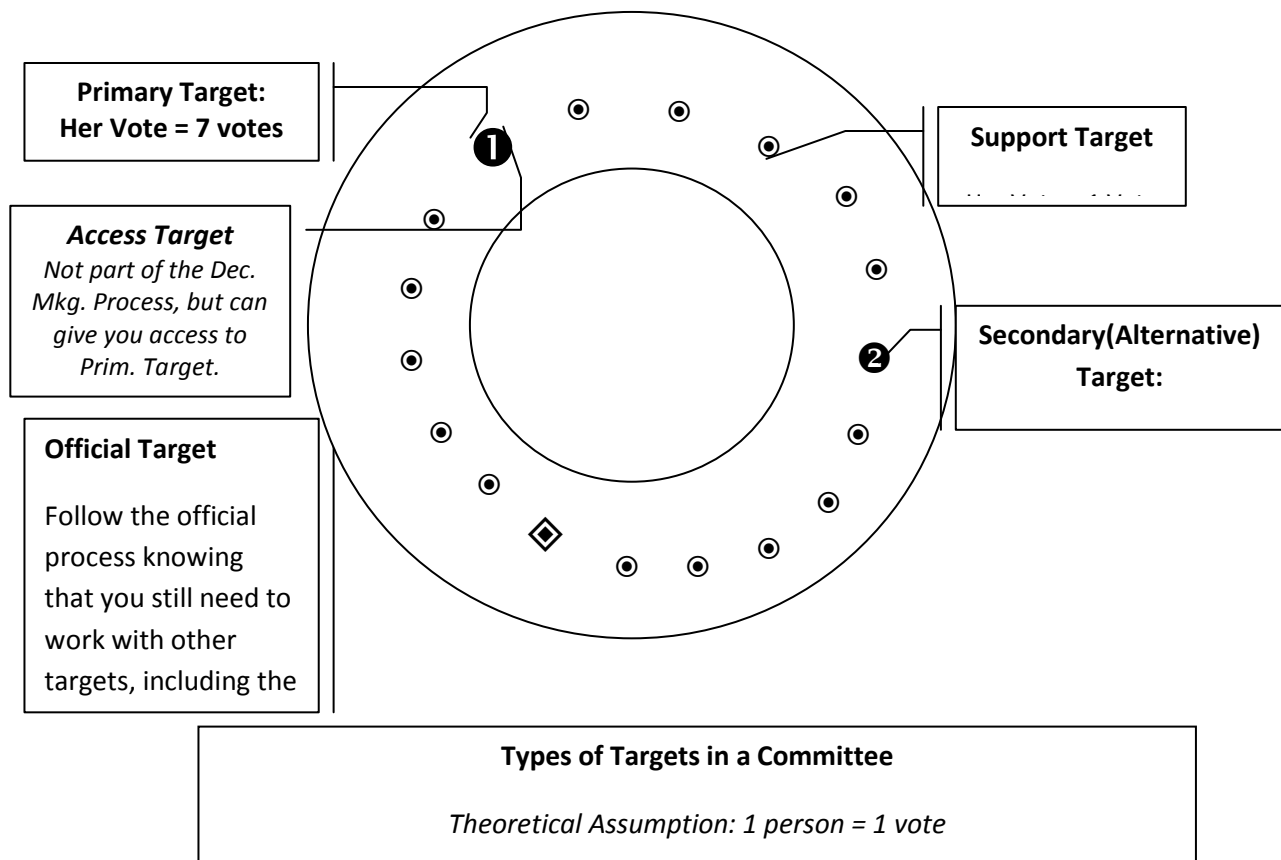 Primary Target:
Her Vote = 7 votes
❶
Support Target
Access Target
Not part of the Dec.
Mkg. Process, but can
give you access to
Prim. Target.
❷
Secondary(Alternative)
Target:
Official Target
Follow the official
process knowing
that you still need to
work with other
targets, including the
Types of Targets in a Committee
Theoretical Assumption: 1 person = 1 vote